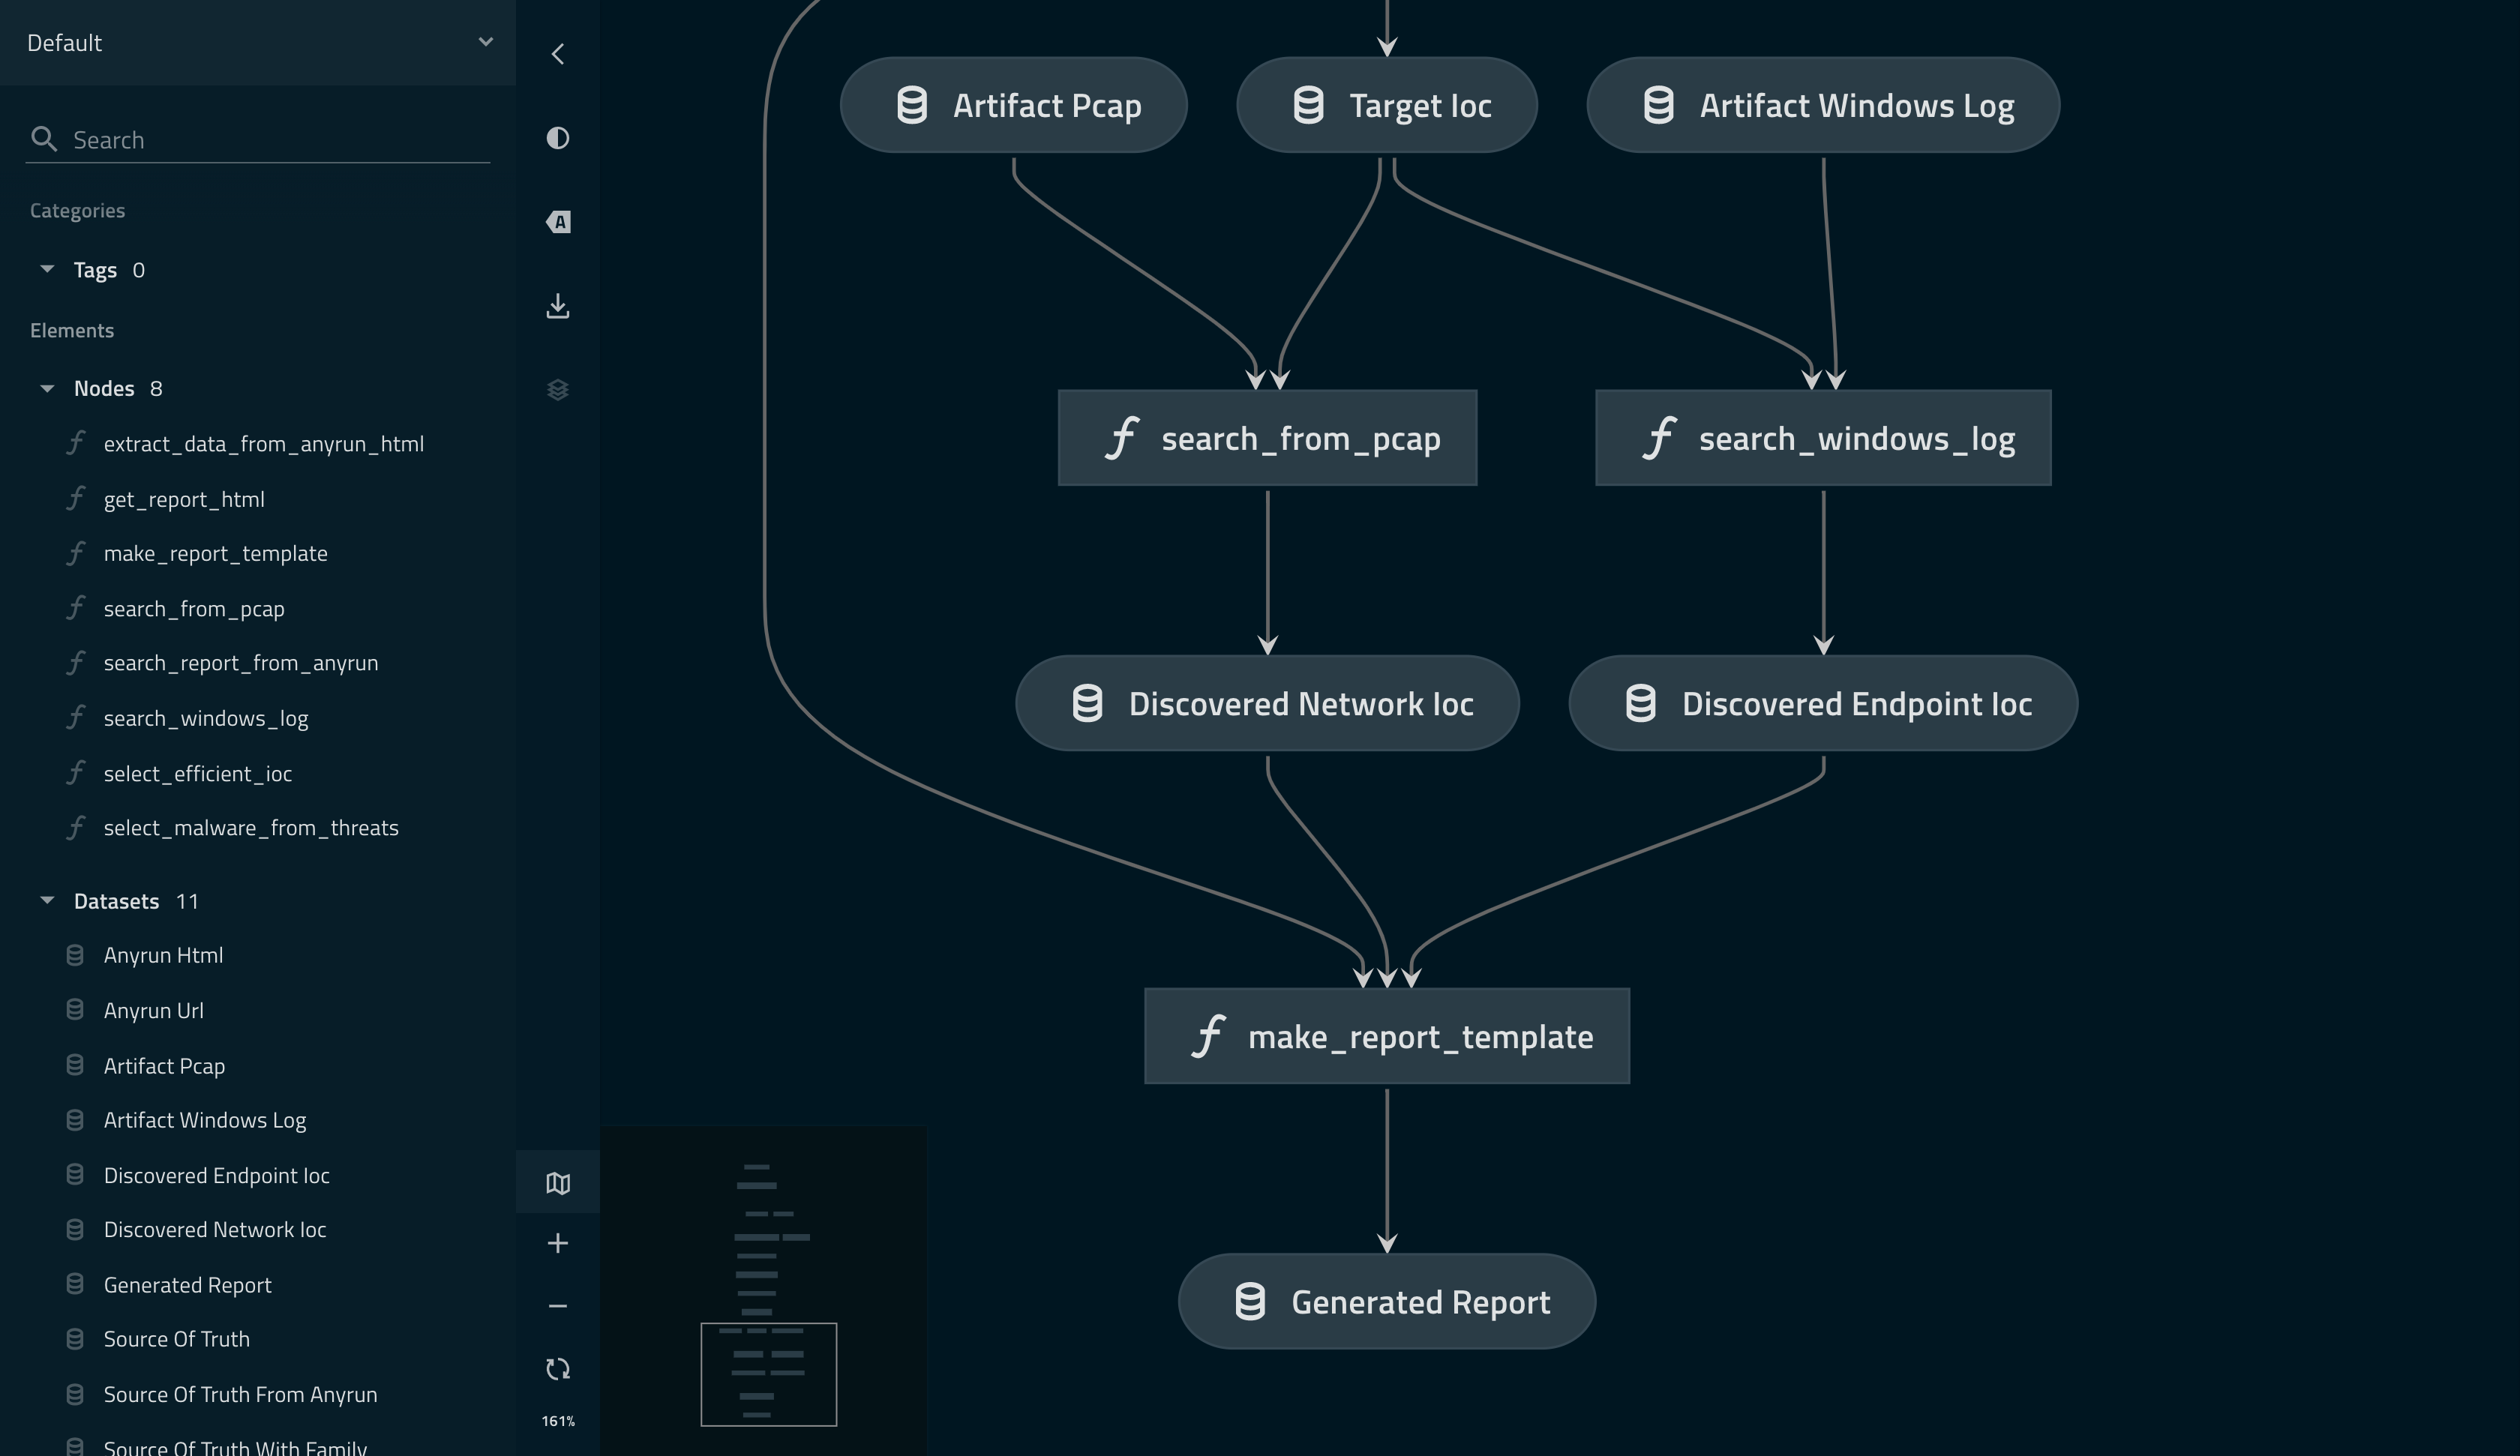 Default
Search
Categories
Tags 0
Elements
Nodes 8
extract_data_from_anyrun_html
get_report_html
make_report_template
search_from_pcap
search_report_from_anyrun
search_windows_log
select_efficient_ioc
select_malware_from_threats
Datasets 11
Anyrun Html
Anyrun Url
Artifact Pcap
Artifact Windows Log
Discovered Endpoint Ioc
Discovered Network Ioc
Generated Report
Source Of Truth
Source Of Truth From Anyrun
Source Of Truth With Family
A
161%
Artifact Pcap
Target Ioc
Artifact Windows Log
search_from_pcap
search_windows_log
Discovered Network Ioc
Discovered Endpoint Ioc
make_report_template
Generated Report